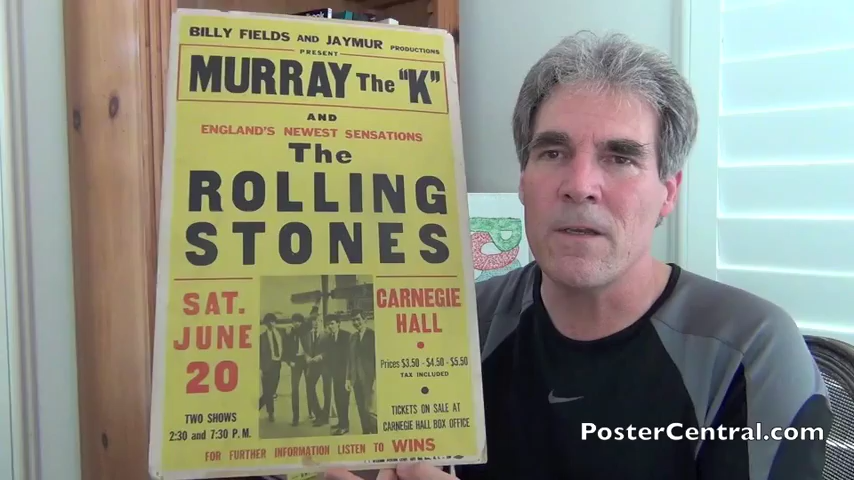 BILLY FIELDS AND JAYMUR PRODUCTIONS
PRESENT
MURRAY The "K"
AND
ENGLAND'S NEWEST SENSATIONS
The
ROLLING
STONES
SAT.
JUNE
20
TWO SHOWS
2:30 and 7:30 P.M.
CARNEGIE
HALL
Prices $3.50 - $4.50 - $5.50
TAX INCLUDED
TICKETS ON SALE AT
CARNEGIE HALL BOX OFFICE
FOR FURTHER INFORMATION LISTEN TO WINS
PosterCentral.com